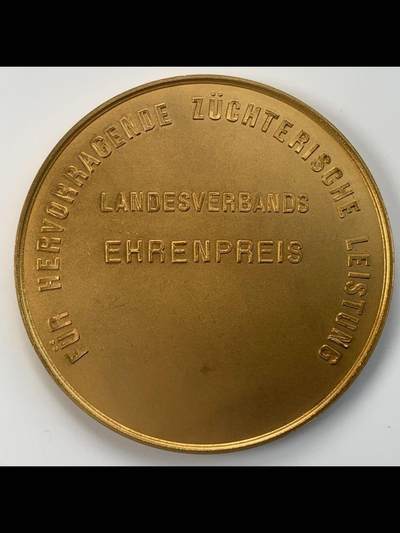 FÜR HERVORRAGENDE ZÜCHTERISCHE LEISTUNG
LANDESVERBANDS
EHRENPREIS